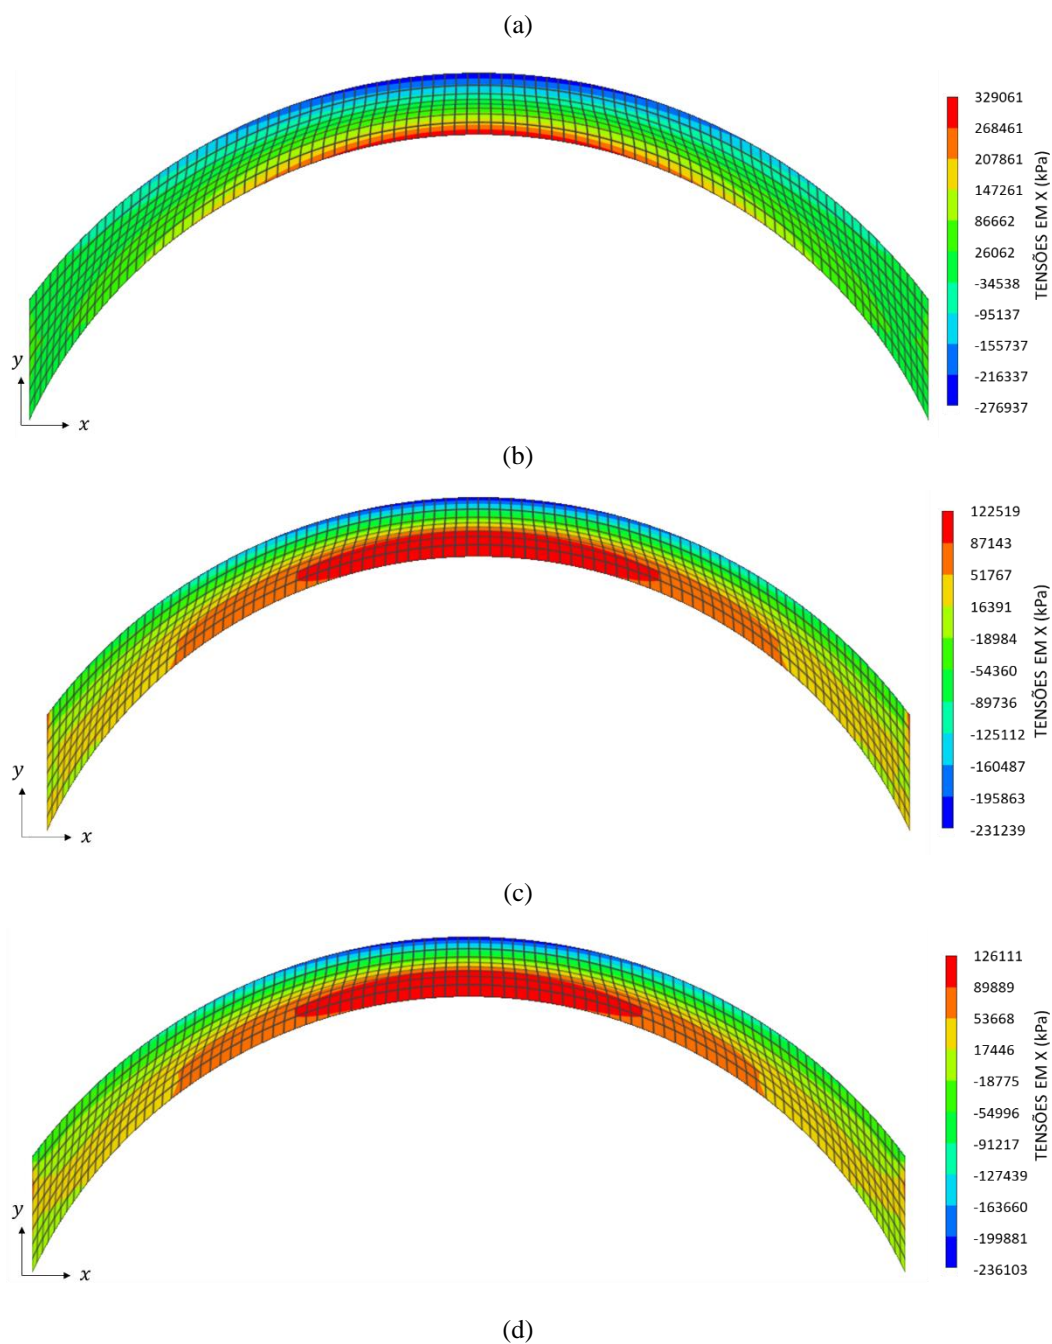 (a)
329061
268461
207861
147261
86662
26062
-34538
-95137
-155737
-216337
-276937
TENSÕES EM X (kPa)
y
x
(b)
122519
87143
51767
16391
-18984
-54360
-89736
-125112
-160487
-195863
-231239
TENSÕES EM X (kPa)
y
x
(c)
126111
89889
53668
17446
-18775
-54996
-91217
-127439
-163660
-199881
-236103
TENSÕES EM X (kPa)
y
x
(d)